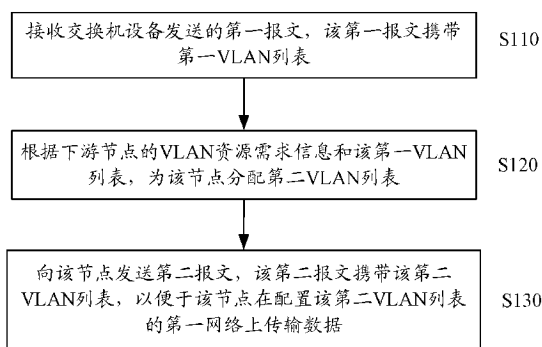 接收交换机设备发送的第一报文，该第一报文携带
第一VLAN列表
S110
根据下游节点的VLAN资源需求信息和该第一VLAN
列表，为该节点分配第二VLAN列表
S120
向该节点发送第二报文，该第二报文携带该第二
VLAN列表，以便于该节点在配置该第二VLAN列表
的第一网络上传输数据
S130